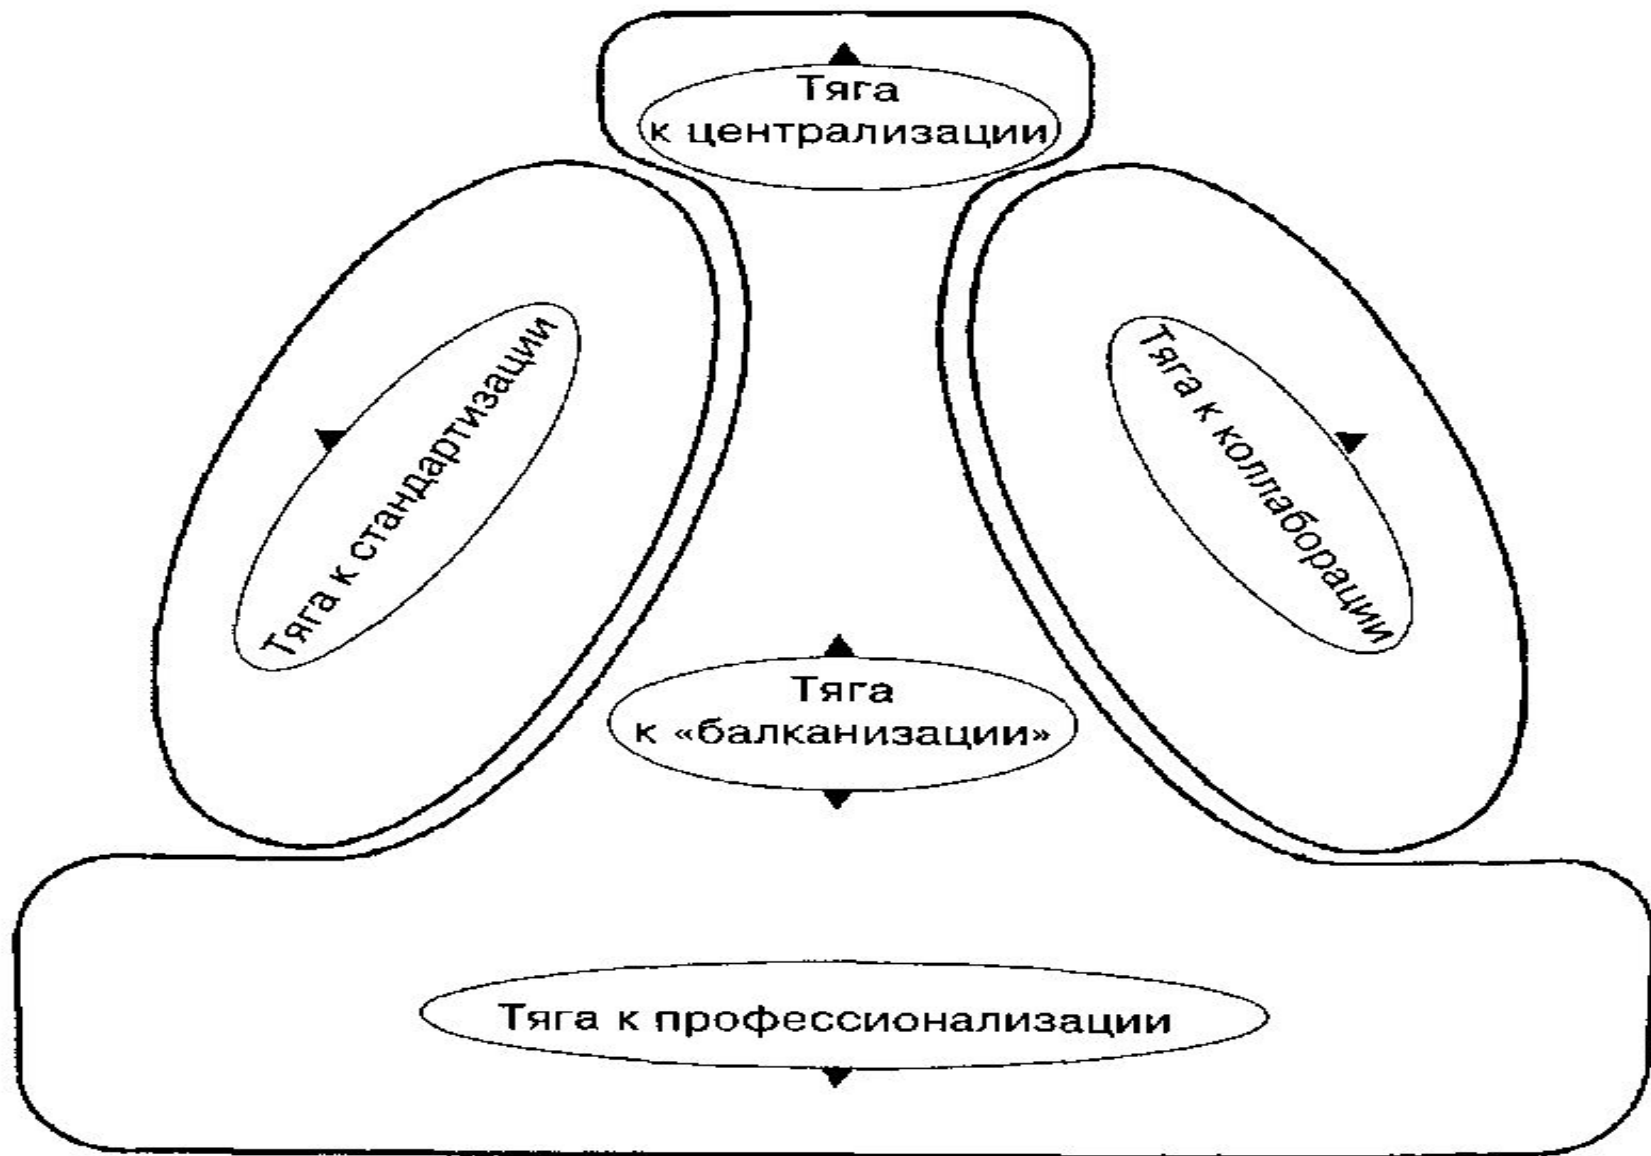 Тяга
к централизации
Тяга к стандартизации
Тяга к коллаборации
Тяга
к «балканизации»
Тяга к профессионализации